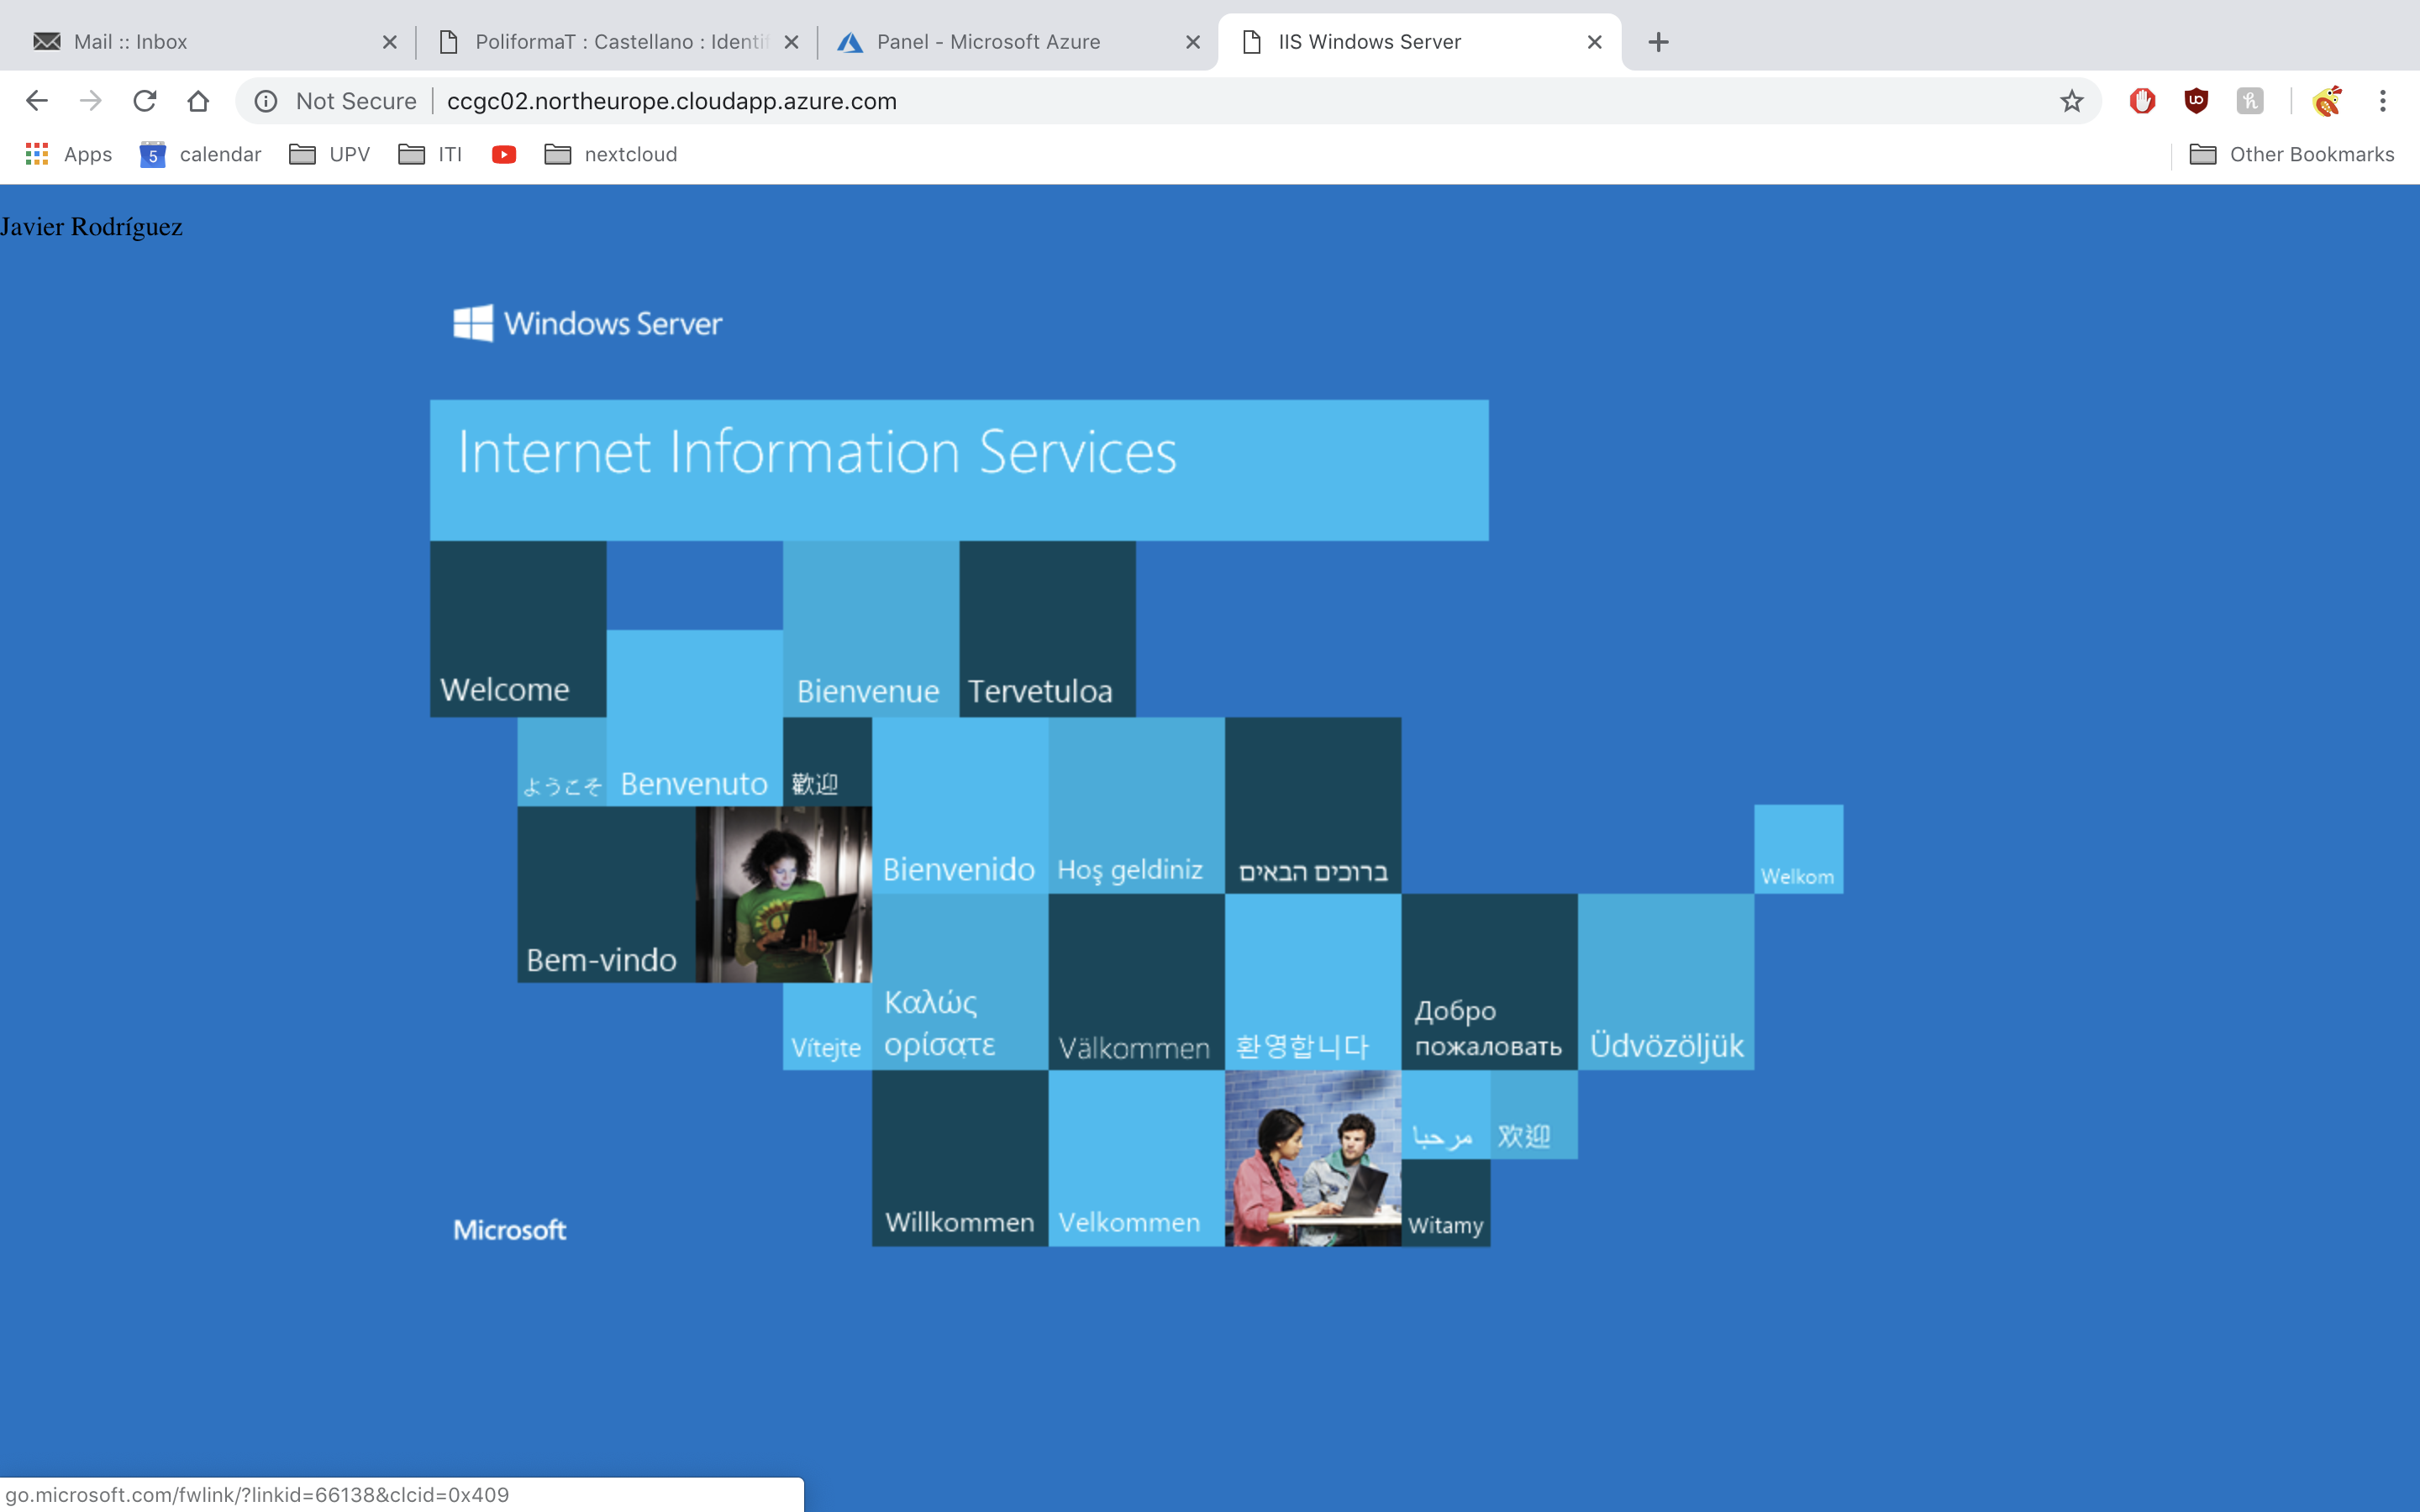 Mail :: Inbox
PoliformaT : Castellano : Identif
Panel - Microsoft Azure
IIS Windows Server
Not Secure
ccgc02.northeurope.cloudapp.azure.com
Apps
5
calendar
UPV
ITI
nextcloud
Other Bookmarks
Javier Rodríguez
Windows Server
Internet Information Services
Welcome
Bienvenue
Tervetuloa
ようこそ
Benvenuto
歡迎
Bienvenido
Hoş geldiniz
ברוכים הבאים
Welkom
Bem-vindo
Vítejte
Καλώς
ορίσατε
Välkommen
환영합니다
Добро
пожаловать
Üdvözöljük
Microsoft
Willkommen
Velkommen
مرحبا
欢迎
Witamy
go.microsoft.com/fwlink/?linkid=66138&clcid=0x409